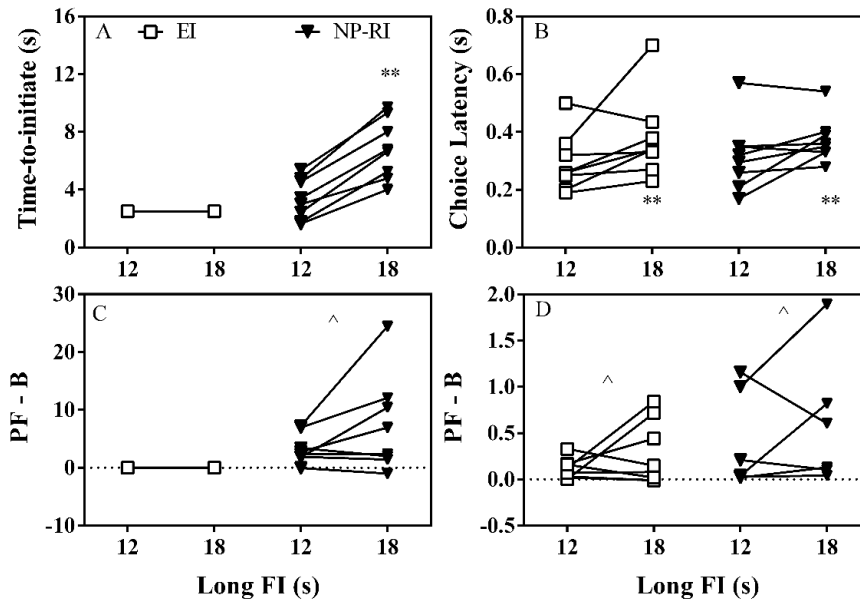 A EI NP-RI
Time-to-initiate (s)
16
12
8
4
0
**
12 18 12 18
B
Choice Latency (s)
0.8
0.6
0.4
0.2
0.0
** **
12 18 12 18
C
PF - B
30
20
10
0
-10
^
12 18 12 18
Long FI (s)
D
PF - B
2.0
1.5
1.0
0.5
0.0
-0.5
^
^
12 18 12 18
Long FI (s)